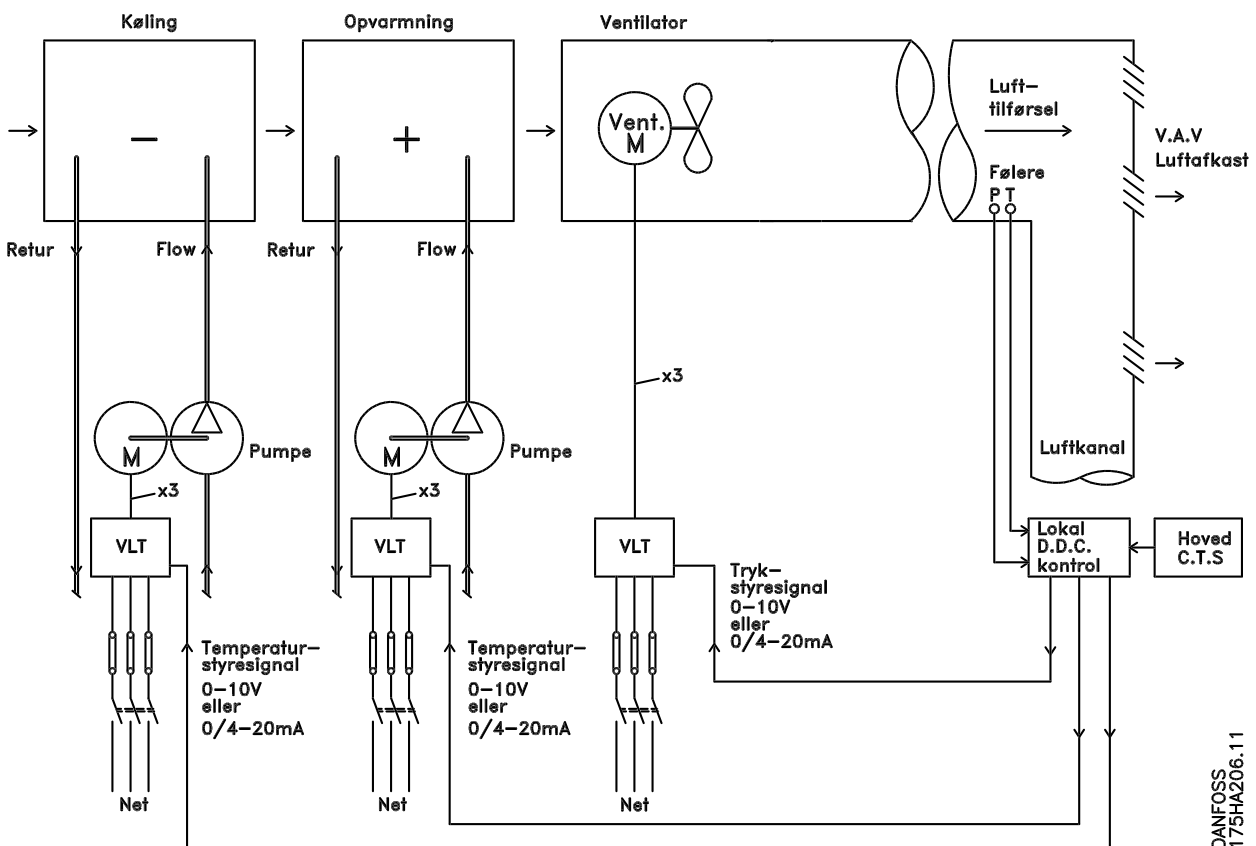 Køling
Opvarmning
Ventilator
−
+
Vent.
M
Luft−
tilførsel
V.A.V
Luftafkast
Følere
P T
Retur
Flow
Retur
Flow
x3
M
Pumpe
M
Pumpe
Luftkanal
x3
x3
VLT
VLT
VLT
Lokal
D.D.C.
kontrol
Hoved
C.T.S
Temperatur−
styresignal
0−10V
eller
0/4−20mA
Temperatur−
styresignal
0−10V
eller
0/4−20mA
Tryk−
styresignal
0−10V
eller
0/4−20mA
Net
Net
Net
DANFOSS
175HA206.11